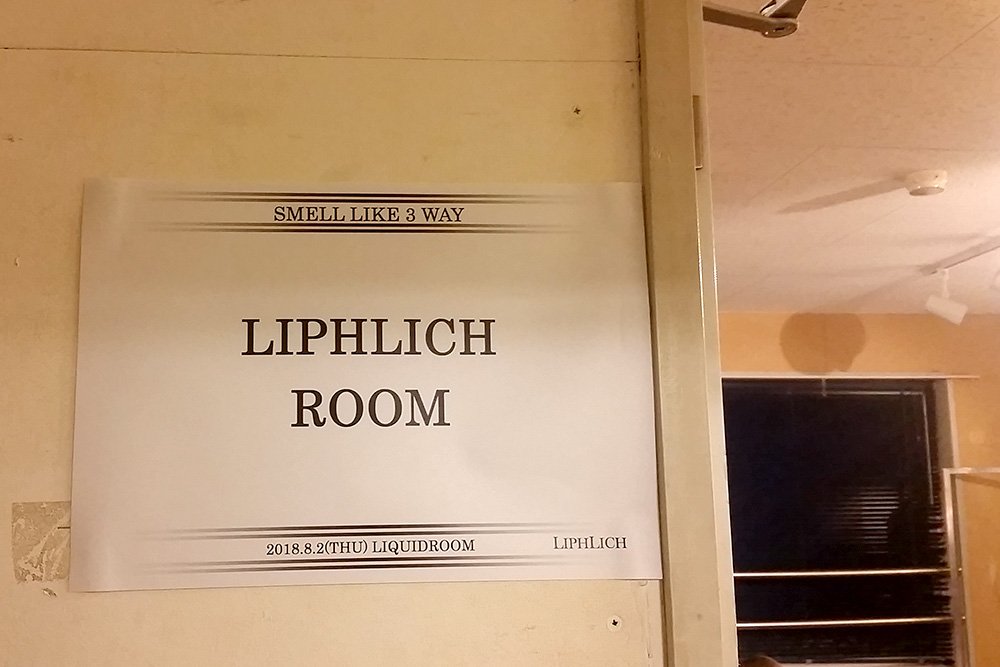 SMELL LIKE 3 WAY
LIPHLICH
ROOM
2018.8.2(THU) LIQUIDROOM
LIPHLICH